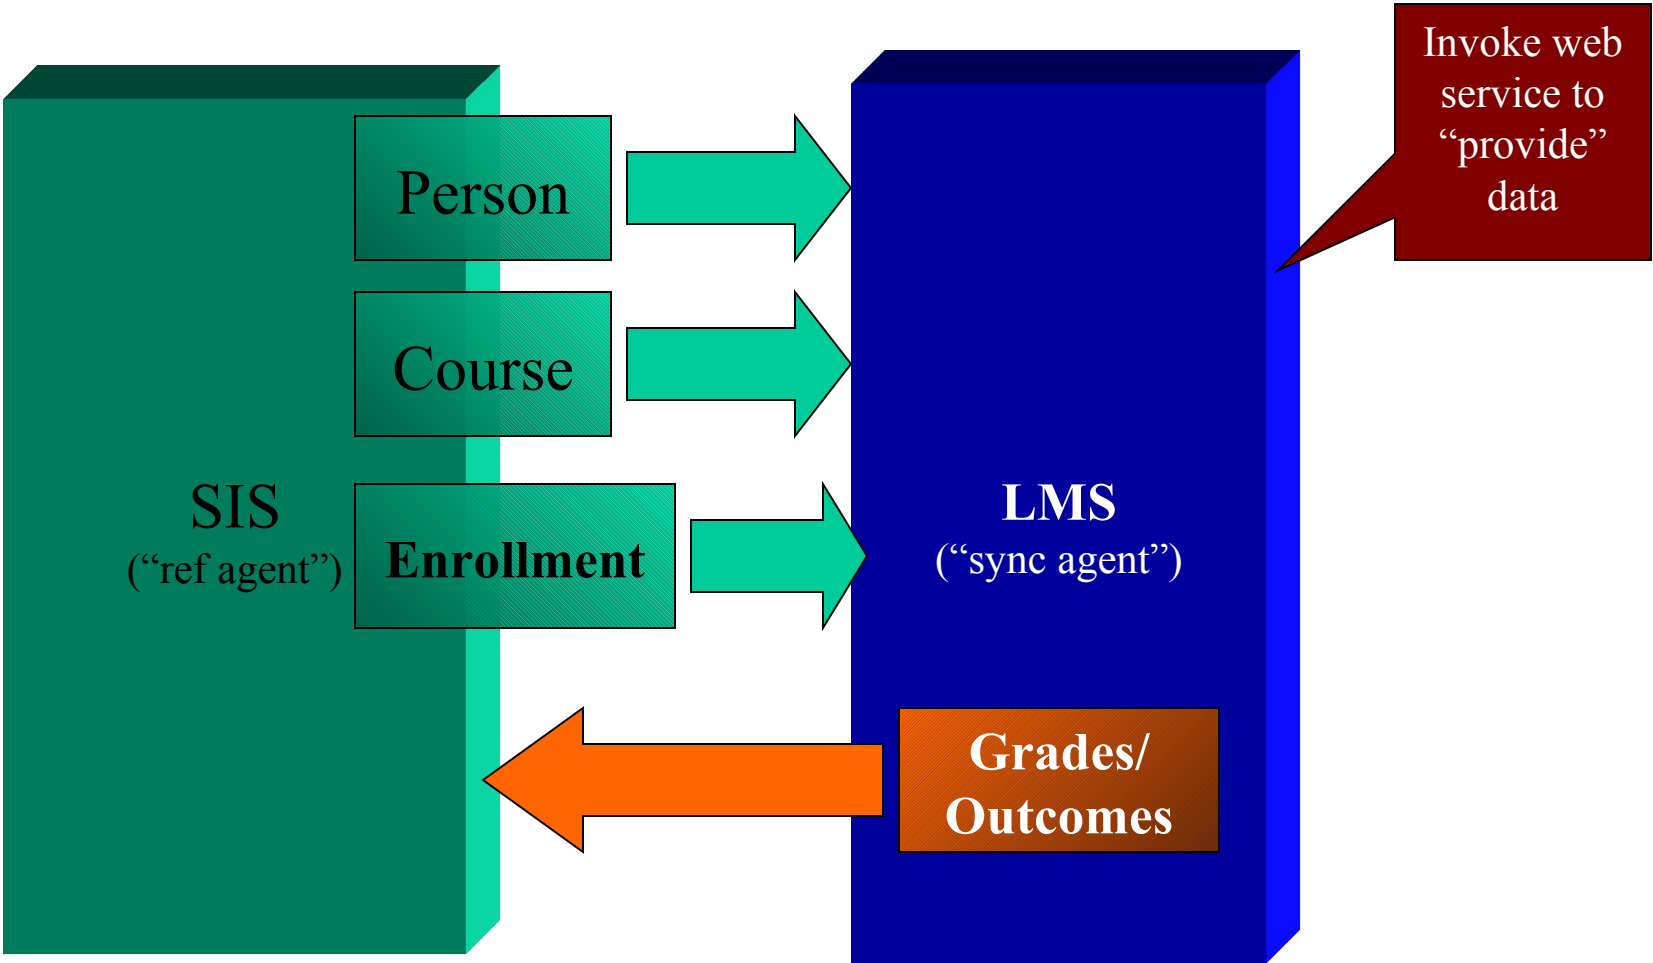 Invoke web
service to
“provide”
data
Person
Course
SIS
(“ref agent”)
Enrollment
LMS
(“sync agent”)
Grades/
Outcomes